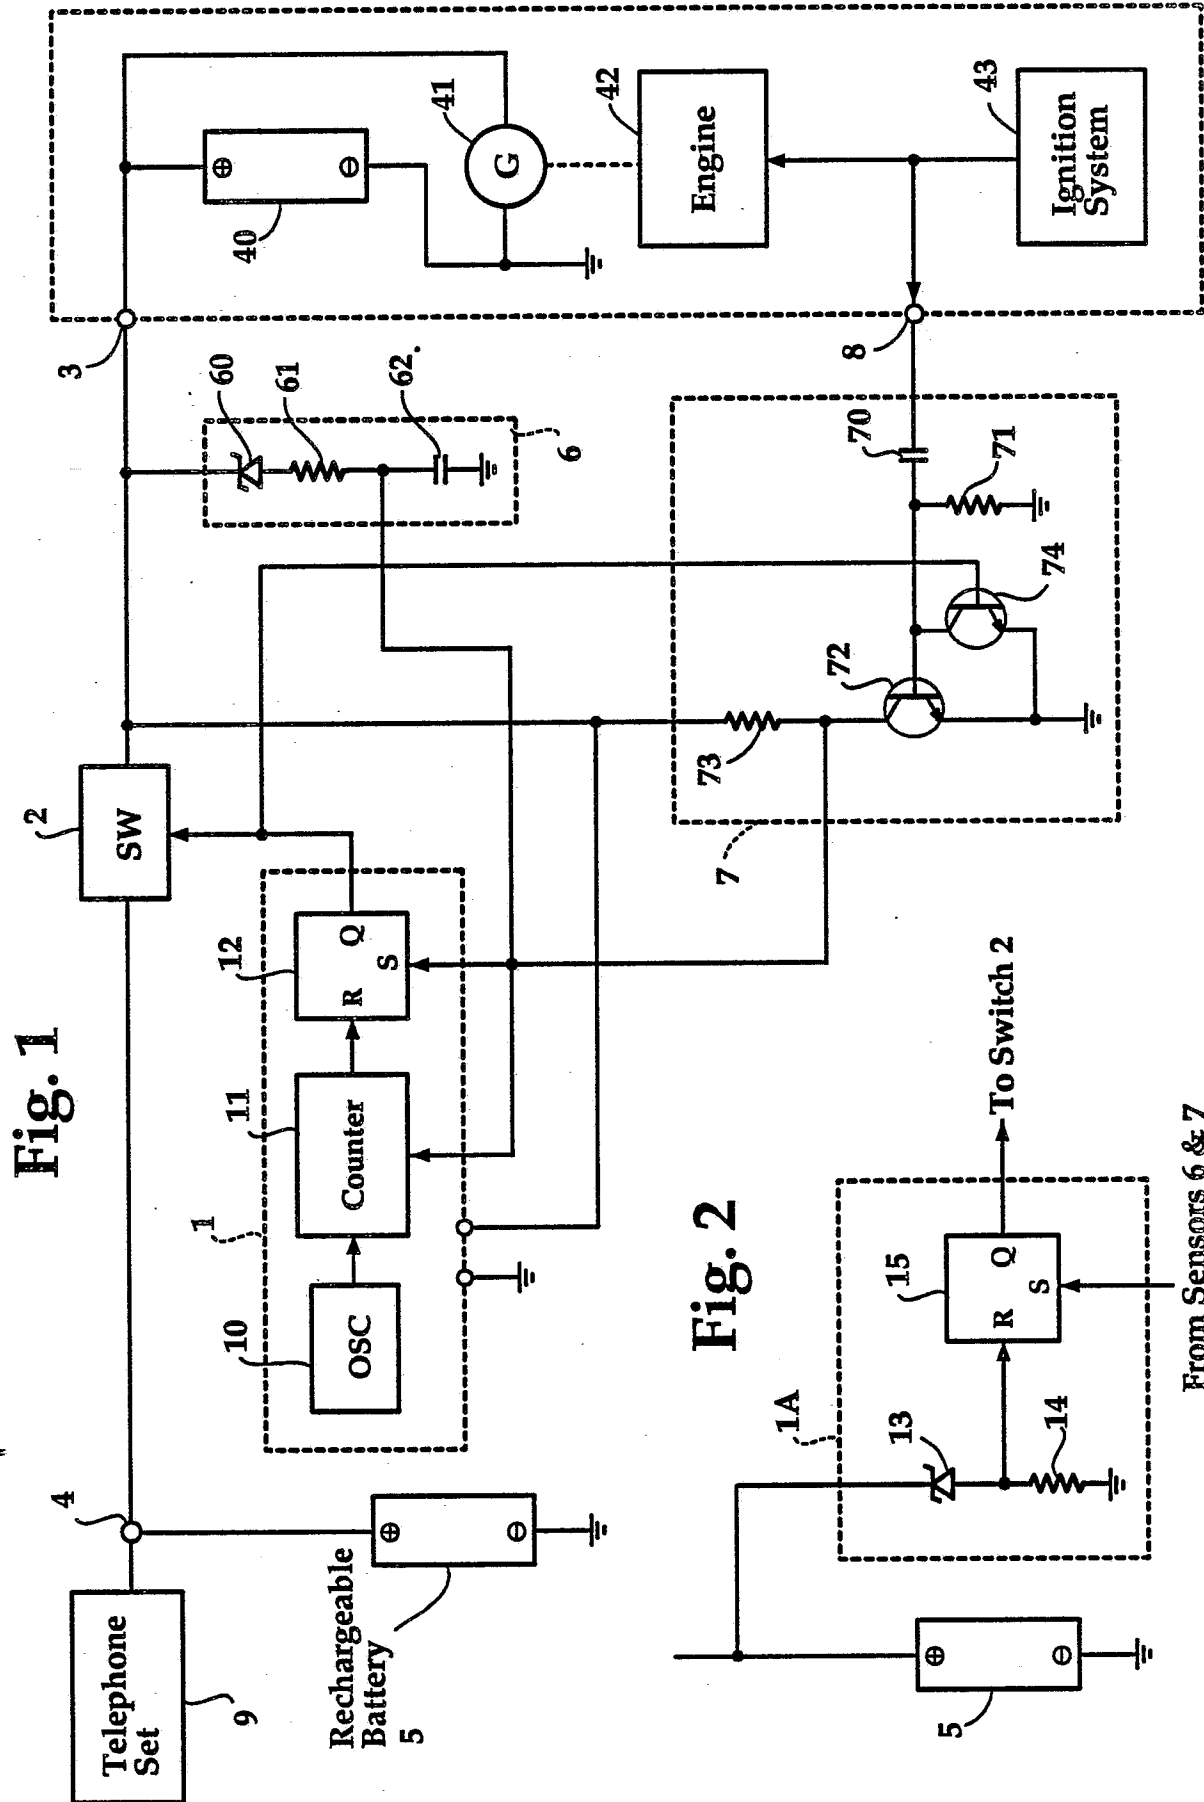 Fig. 1
Telephone
Set
9
4
Rechargeable
Battery
5
⊕
⊖
1
10
OSC
11
Counter
12
R
Q
S
2
SW
3
6
60
61
62
40
⊕
⊖
41
G
42
Engine
43
Ignition
System
8
7
70
71
72
73
74
Fig. 2
5
⊕
⊖
1A
13
14
15
R
Q
S
To Switch 2
From Sensors 6 & 7